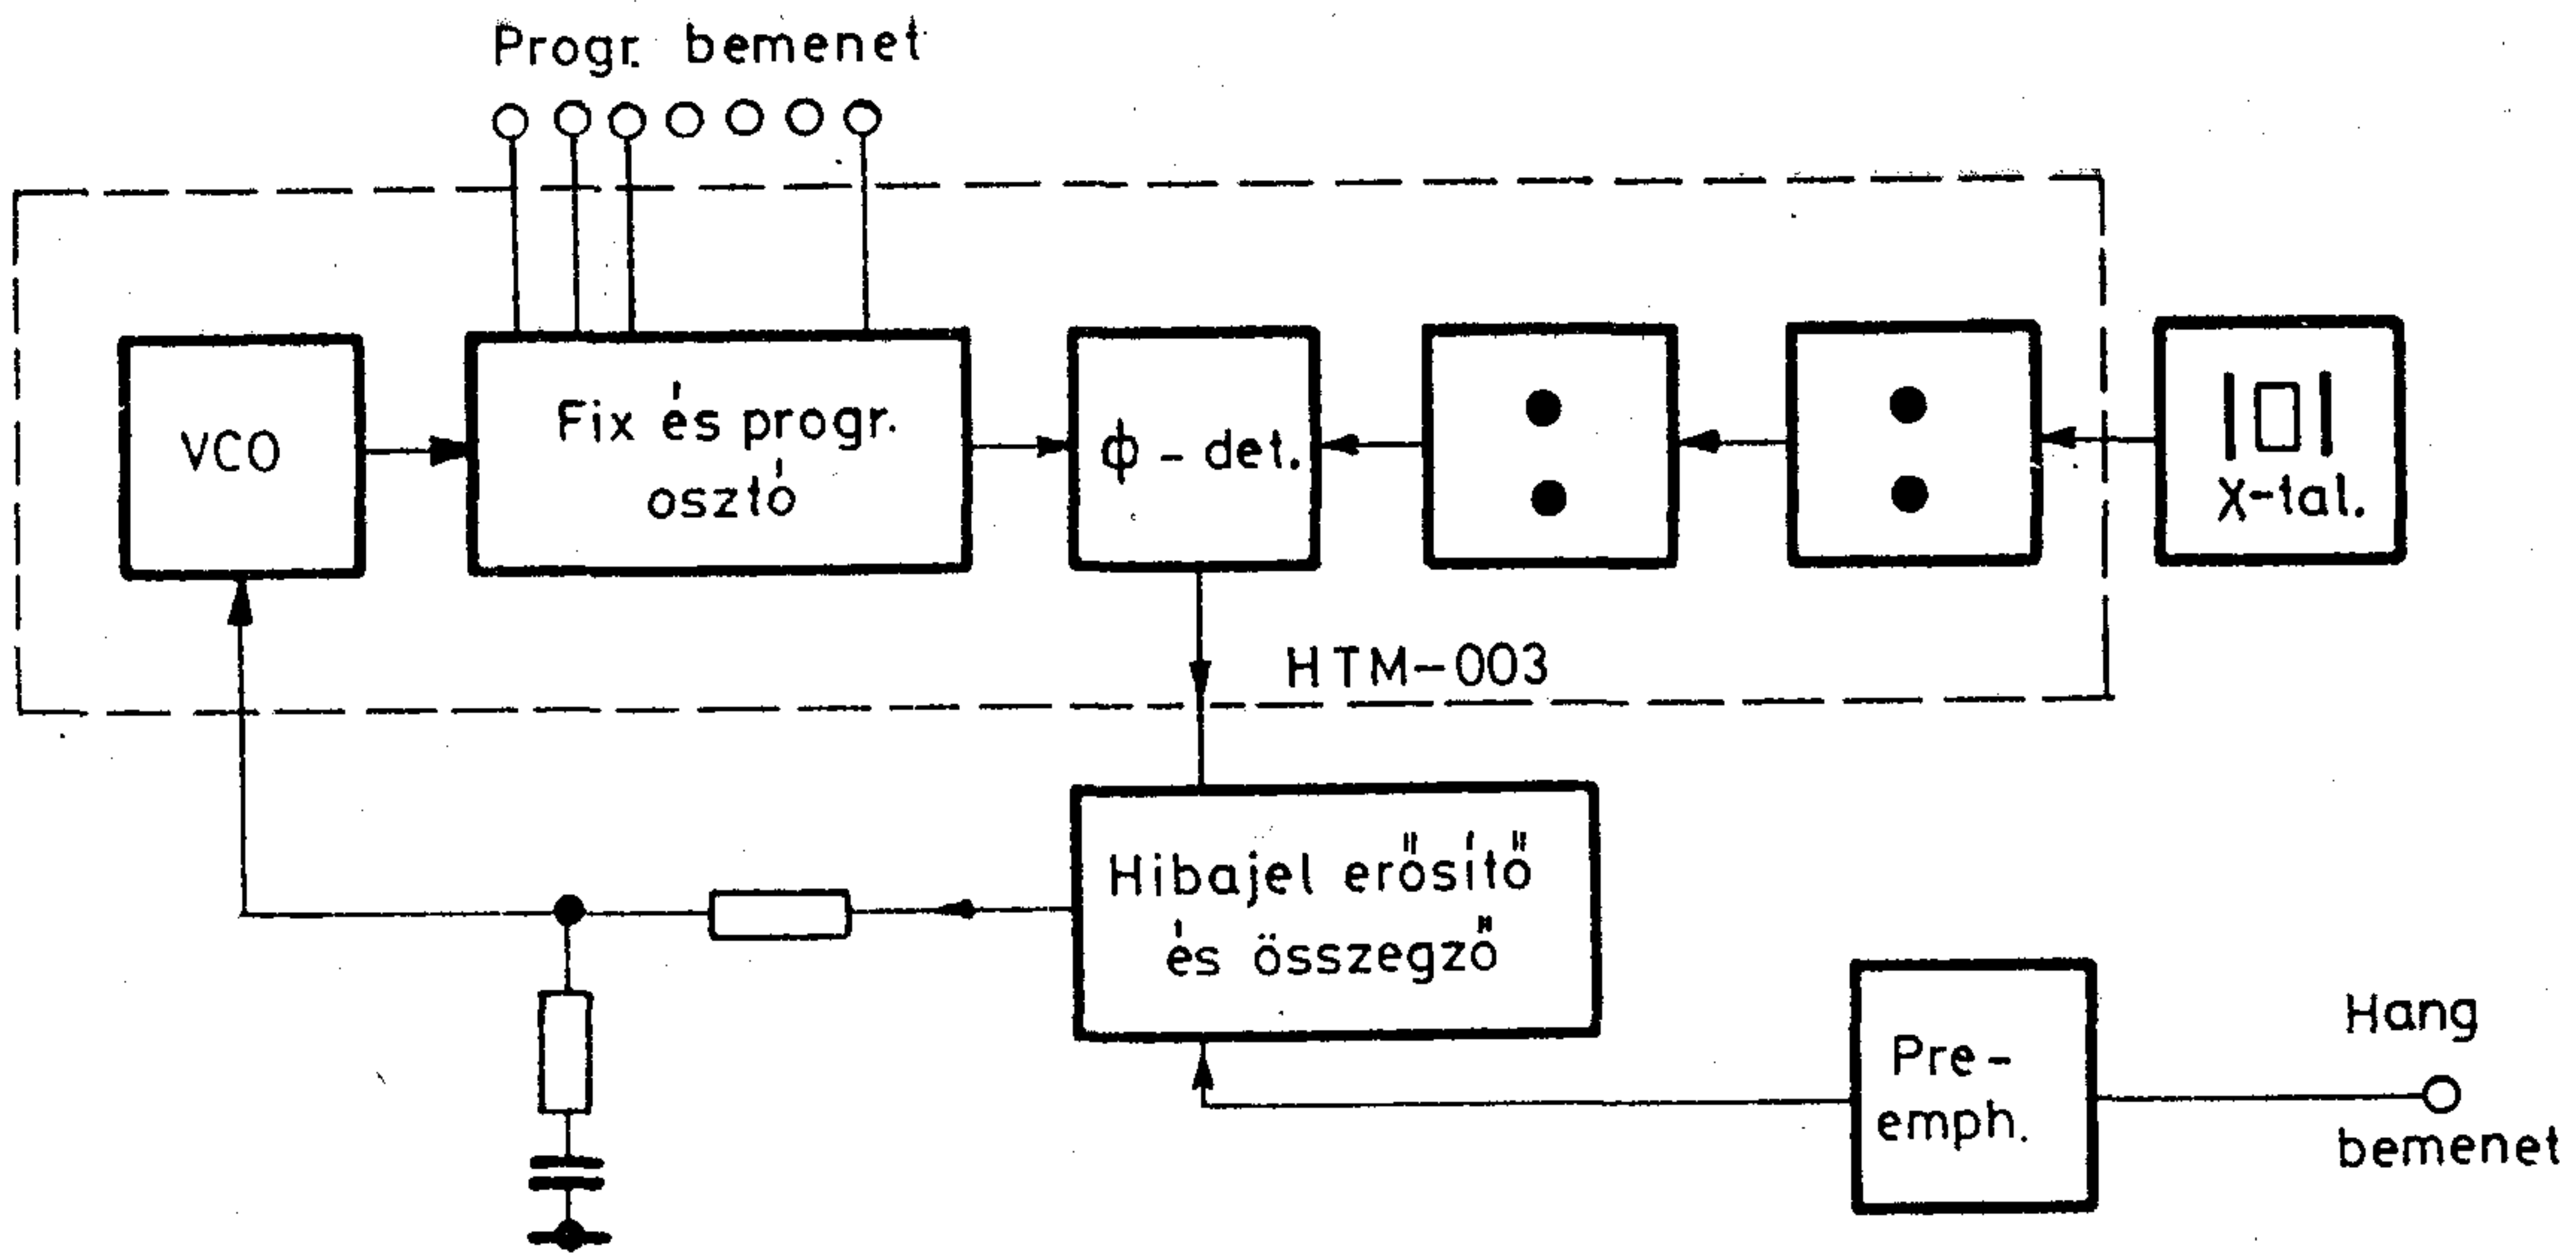 Progr. bemenet
VCO
Fix és progr.
osztó
ϕ - det.
X-tal.
HTM-003
Hibajel erősítő
és összegző
Pre-
emph.
Hang
bemenet